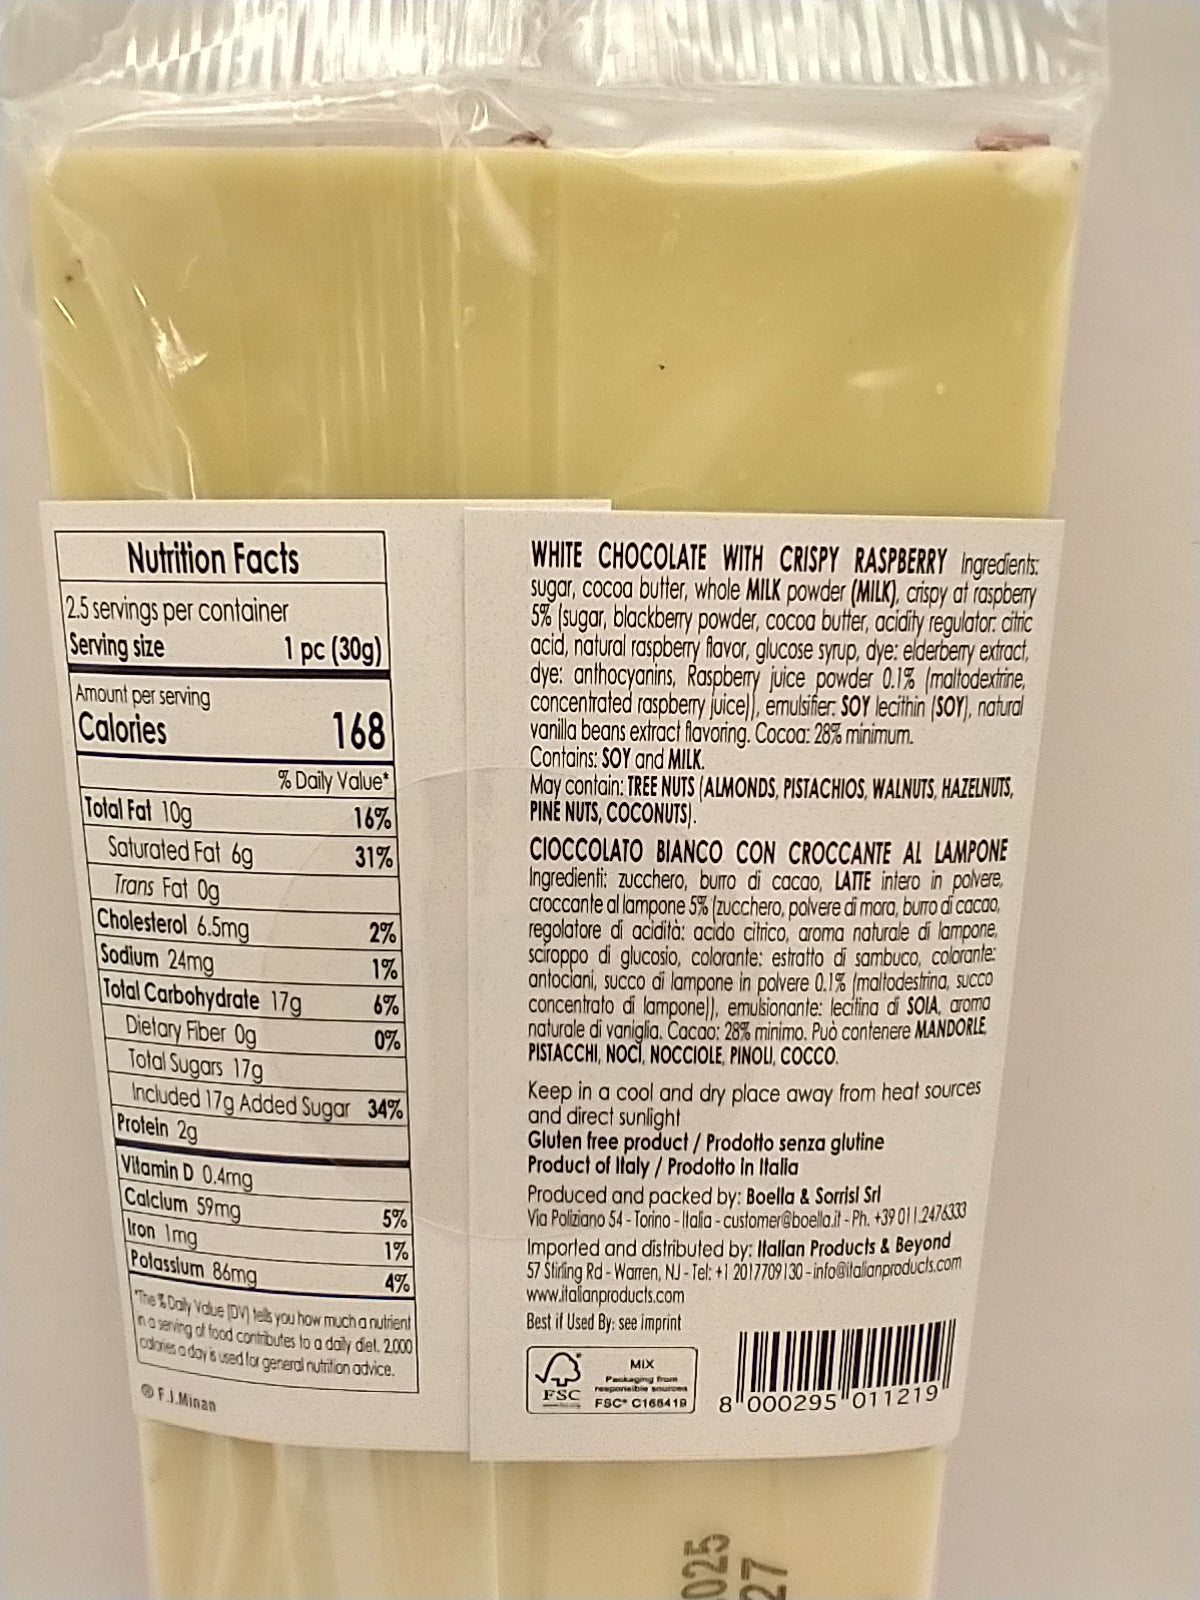 Nutrition Facts
2.5 servings per container
Serving size 1 pc (30g)
Amount per serving
Calories 168
% Daily Value*
Total Fat 10g 16%
Saturated Fat 6g 31%
Trans Fat 0g
Cholesterol 6.5mg 2%
Sodium 24mg 1%
Total Carbohydrate 17g 6%
Dietary Fiber 0g 0%
Total Sugars 17g
Included 17g Added Sugar 34%
Protein 2g
Vitamin D 0.4mg
Calcium 59mg 5%
Iron 1mg 1%
Potassium 86mg 4%
*The % Daily Value (DV) tells you how much a nutrient
in a serving of food contributes to a daily diet. 2,000
calories a day is used for general nutrition advice.
® F.J.Minan
WHITE CHOCOLATE WITH CRISPY RASPBERRY Ingredients:
sugar, cocoa butter, whole MILK powder (MILK), crispy at raspberry
5% (sugar, blackberry powder, cocoa butter, acidity regulator: citric
acid, natural raspberry flavor, glucose syrup, dye: elderberry extract,
dye: anthocyanins, Raspberry juice powder 0.1% (maltodextrine,
concentrated raspberry juice)), emulsifier: SOY lecithin (SOY), natural
vanilla beans extract flavoring. Cocoa: 28% minimum.
Contains: SOY and MILK.
May contain: TREE NUTS (ALMONDS, PISTACHIOS, WALNUTS, HAZELNUTS,
PINE NUTS, COCONUTS).
CIOCCOLATO BIANCO CON CROCCANTE AL LAMPONE
Ingredienti: zucchero, burro di cacao, LATTE intero in polvere,
croccante al lampone 5% (zucchero, polvere di mora, burro di cacao,
regolatore di acidità: acido citrico, aroma naturale di lampone,
sciroppo di glucosio, colorante: estratto di sambuco, colorante:
antociani, succo di lampone in polvere 0.1% (maltodestrina, succo
concentrato di lampone)), emulsionante: lecitina di SOIA, aroma
naturale di vaniglia. Cacao: 28% minimo. Può contenere MANDORLE,
PISTACCHI, NOCI, NOCCIOLE, PINOLI, COCCO.
Keep in a cool and dry place away from heat sources
and direct sunlight
Gluten free product / Prodotto senza glutine
Product of Italy / Prodotto in Italia
Produced and packed by: Boella & Sorrisi Srl
Via Poliziano 54 - Torino - Italia - customer@boella.it - Ph. +39 011.2476333
Imported and distributed by: Italian Products & Beyond
57 Stirling Rd - Warren, NJ - Tel: +1 2017709130 - info@italianproducts.com
www.italianproducts.com
Best if Used By: see imprint
FSC
MIX
Packaging from
responsible sources
FSC® C166419
8 000295 011219
025
27